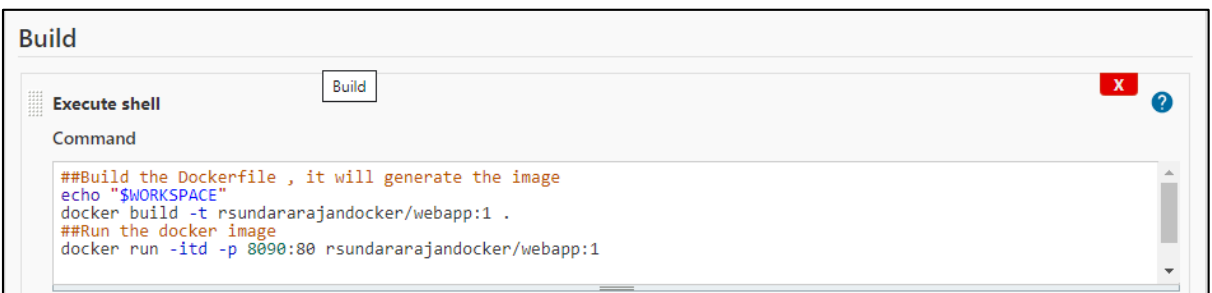 Build
Build
X
Execute shell
?
Command
##Build the Dockerfile , it will generate the image
echo "$WORKSPACE"
docker build -t rsundararajandocker/webapp:1 .
##Run the docker image
docker run -itd -p 8090:80 rsundararajandocker/webapp:1